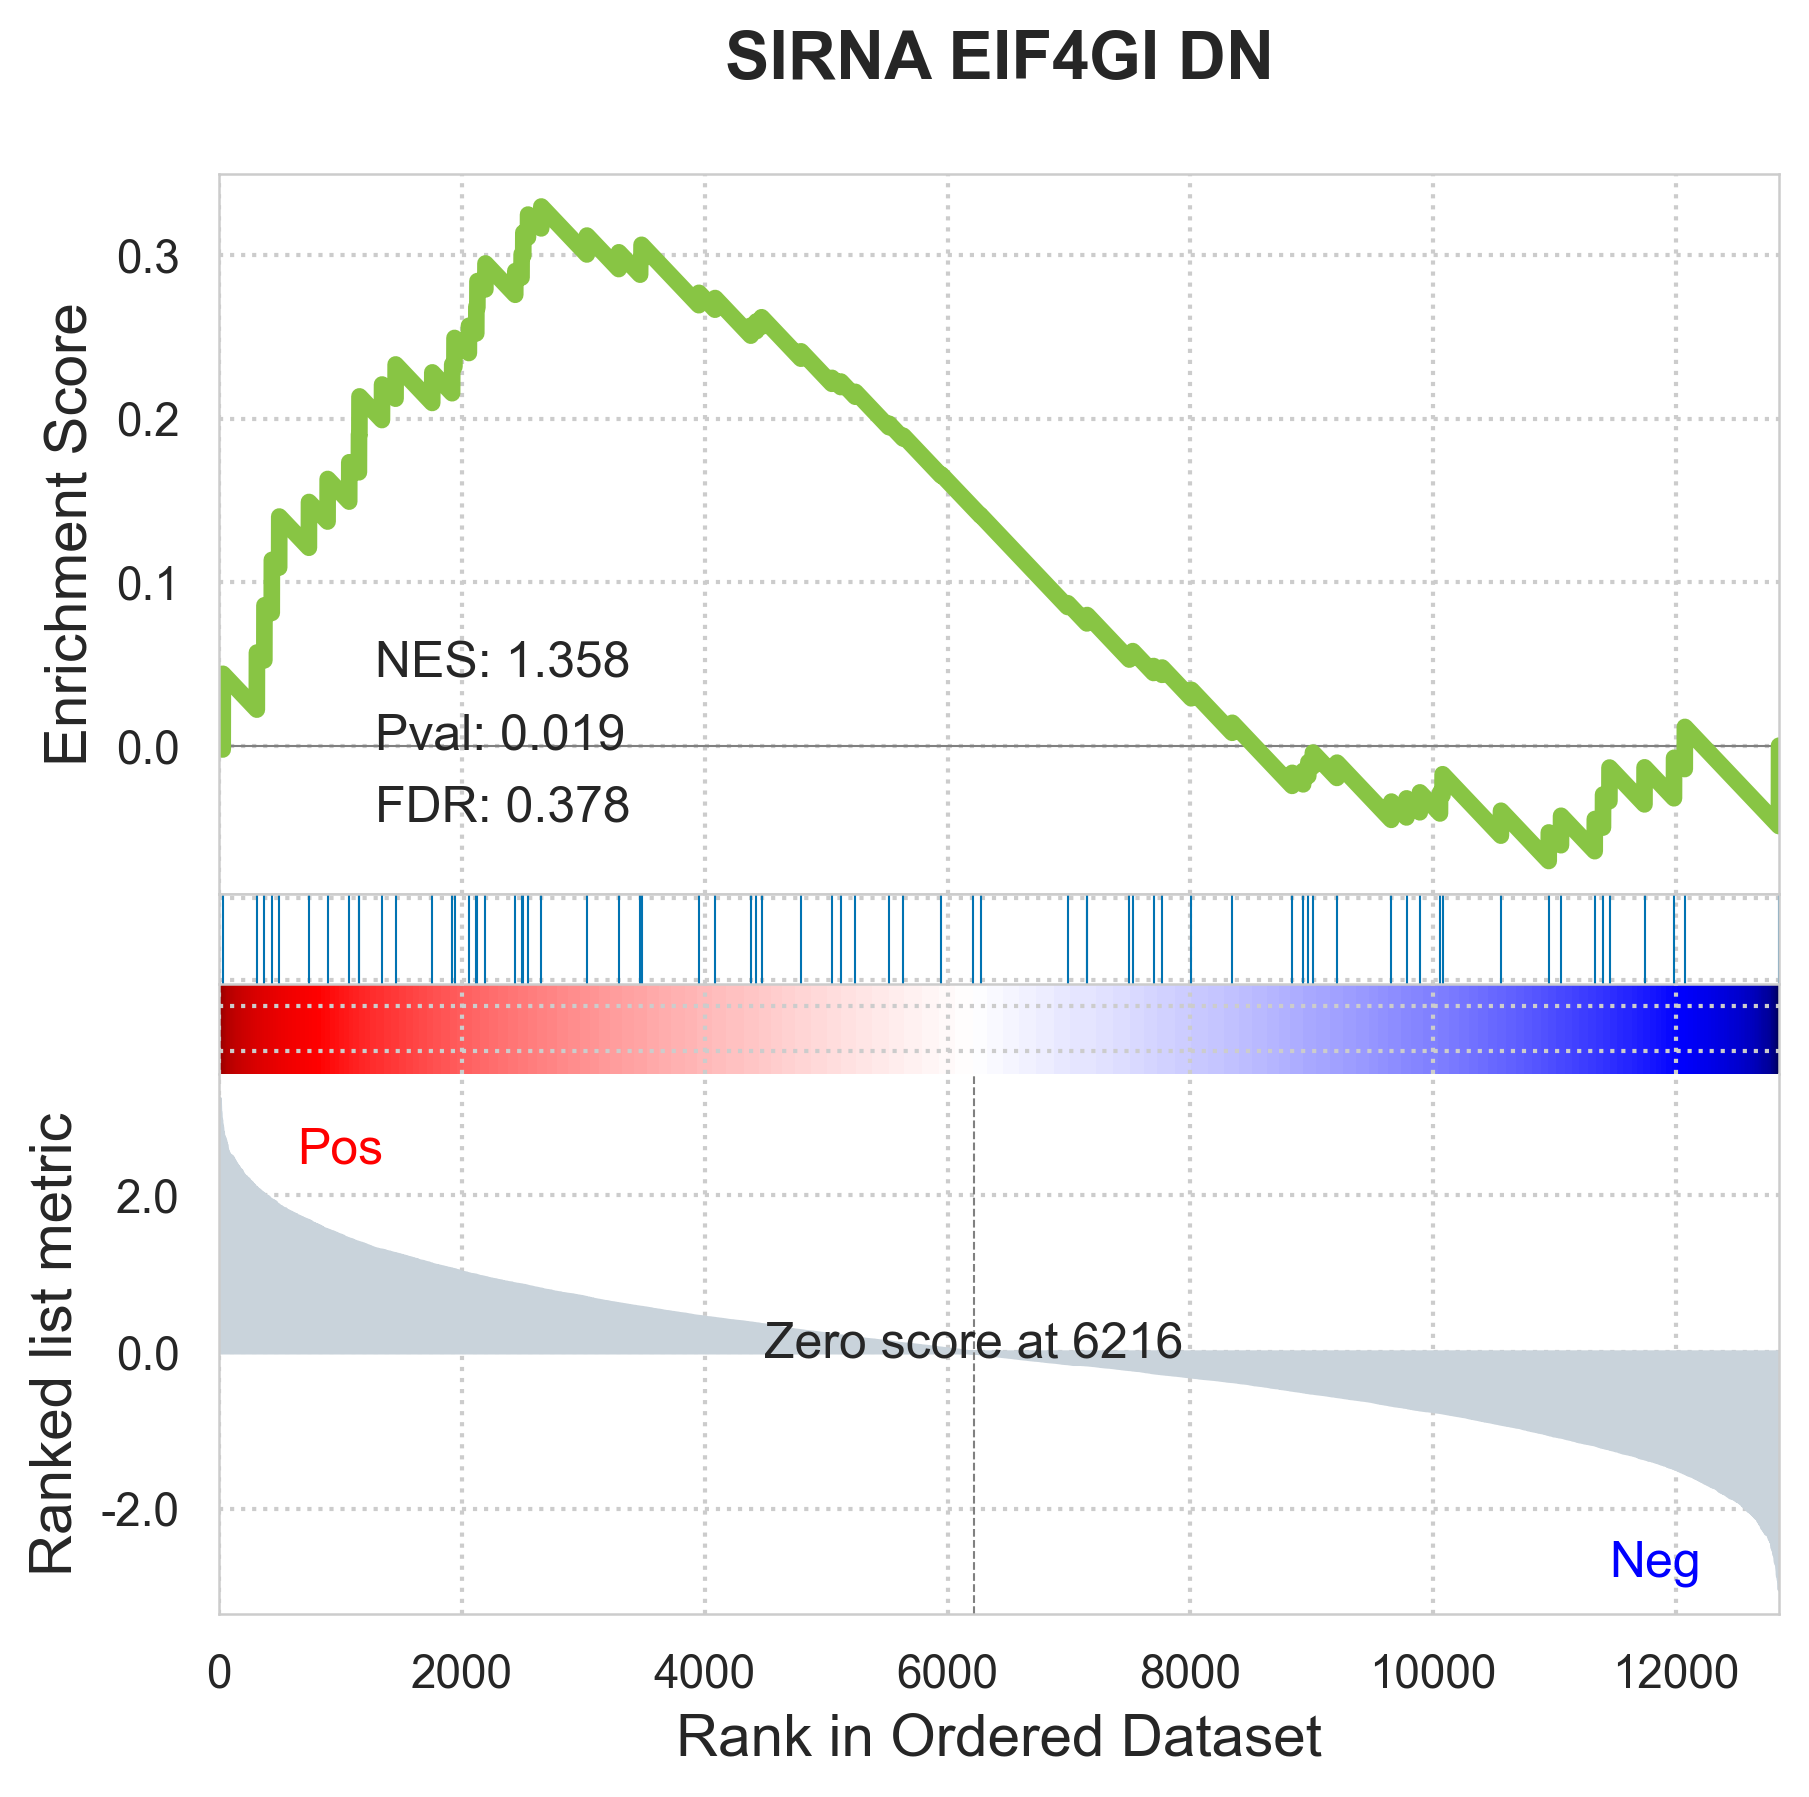 SIRNA EIF4GI DN
Enrichment Score
0.3
0.2
0.1
0.0
NES: 1.358
Pval: 0.019
FDR: 0.378
Ranked list metric
Pos
2.0
0.0
-2.0
Zero score at 6216
Neg
0 2000 4000 6000 8000 10000 12000
Rank in Ordered Dataset